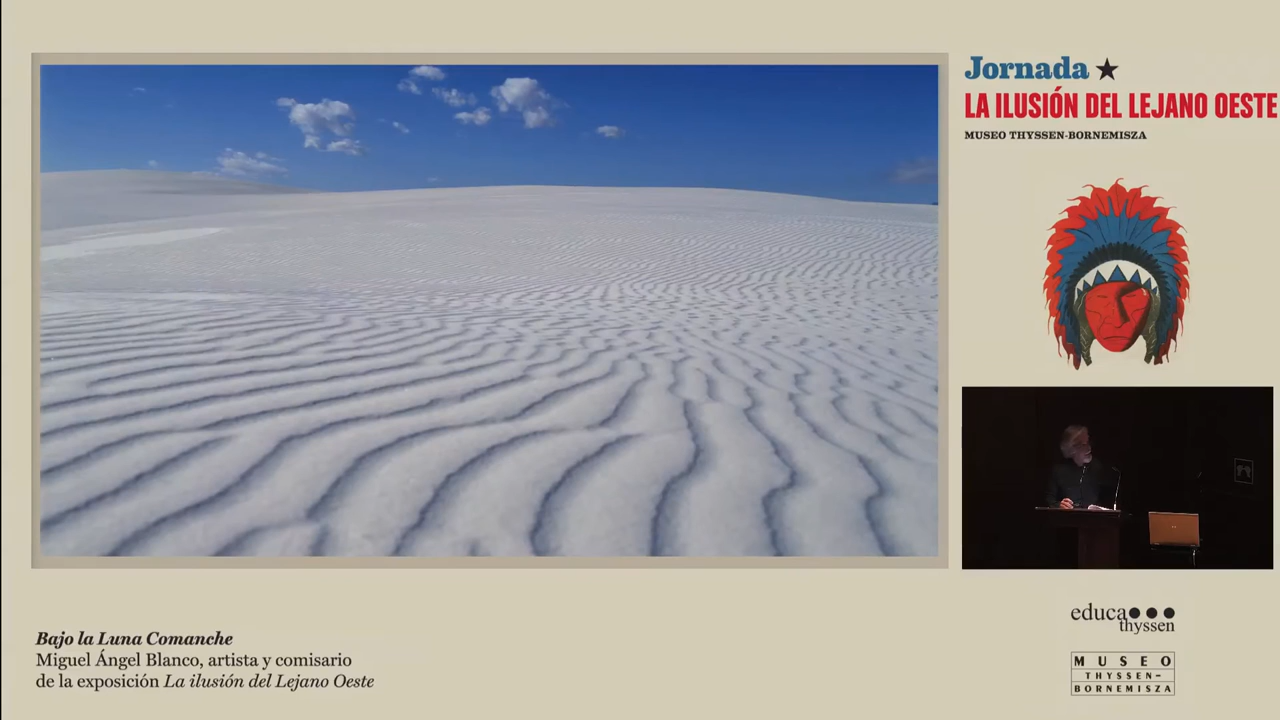 Jornada
LA ILUSIÓN DEL LEJANO OESTE
MUSEO THYSSEN-BORNEMISZA
Bajo la Luna Comanche
Miguel Ángel Blanco, artista y comisario
de la exposición La ilusión del Lejano Oeste
educa
thyssen
MUSEO
THYSSEN-
BORNEMISZA